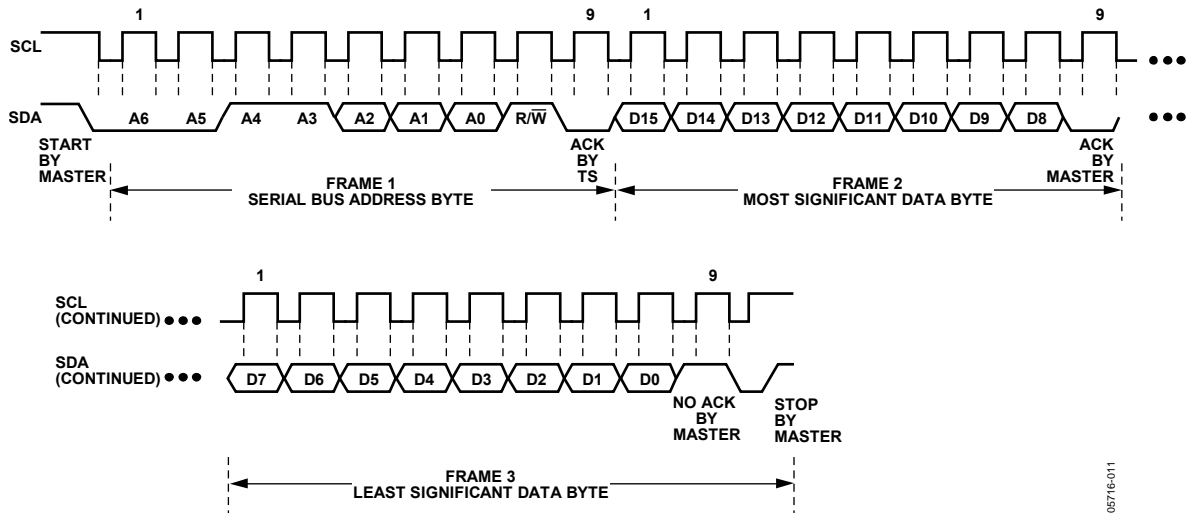 1 9 1 9
SCL
SDA A6 A5 A4 A3 A2 A1 A0 R/W̅ D15 D14 D13 D12 D11 D10 D9 D8
START
BY
MASTER
ACK
BY
TS
ACK
BY
MASTER
FRAME 1
SERIAL BUS ADDRESS BYTE
FRAME 2
MOST SIGNIFICANT DATA BYTE
1 9
SCL
(CONTINUED)
SDA
(CONTINUED)
D7 D6 D5 D4 D3 D2 D1 D0
NO ACK
BY
MASTER
STOP
BY
MASTER
FRAME 3
LEAST SIGNIFICANT DATA BYTE
05716-011